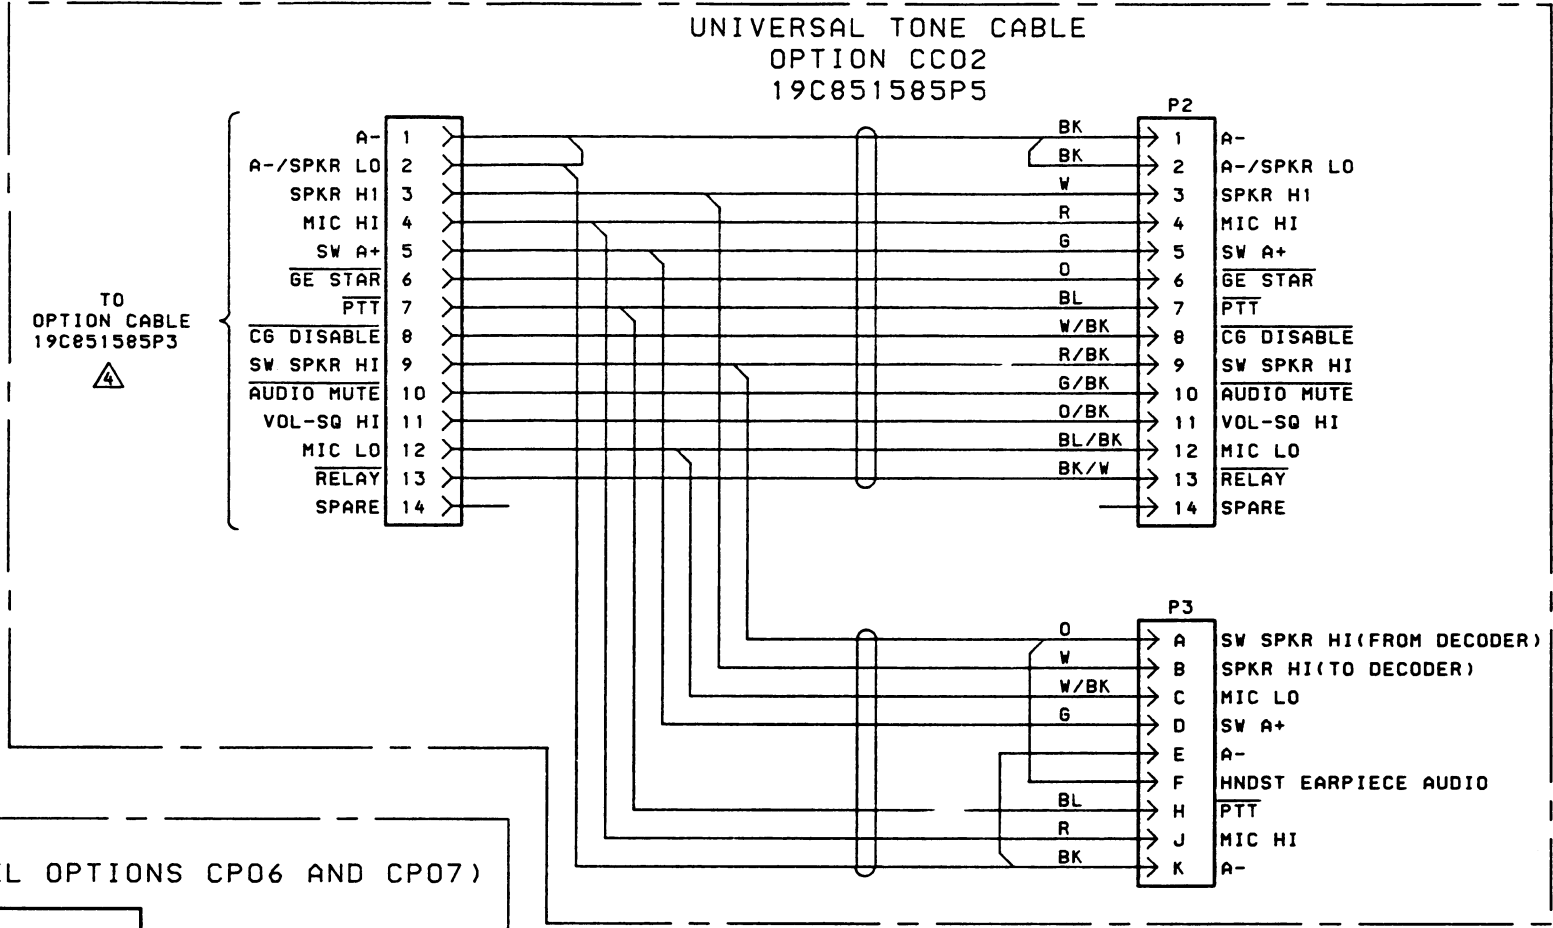 UNIVERSAL TONE CABLE
OPTION CC02
19C851585P5
P2
A- 1 BK 1 A-
A-/SPKR LO 2 BK 2 A-/SPKR LO
SPKR H1 3 W 3 SPKR H1
MIC HI 4 R 4 MIC HI
SW A+ 5 G 5 SW A+
GE STAR 6 O 6 GE STAR
PTT 7 BL 7 PTT
CG DISABLE 8 W/BK 8 CG DISABLE
SW SPKR HI 9 R/BK 9 SW SPKR HI
AUDIO MUTE 10 G/BK 10 AUDIO MUTE
VOL-SQ HI 11 O/BK 11 VOL-SQ HI
MIC LO 12 BL/BK 12 MIC LO
RELAY 13 BK/W 13 RELAY
SPARE 14 14 SPARE
TO
OPTION CABLE
19C851585P3
4
P3
O A SW SPKR HI(FROM DECODER)
W B SPKR HI(TO DECODER)
W/BK C MIC LO
G D SW A+
E A-
F HNDST EARPIECE AUDIO
BL H PTT
R J MIC HI
BK K A-
L OPTIONS CP06 AND CP07)